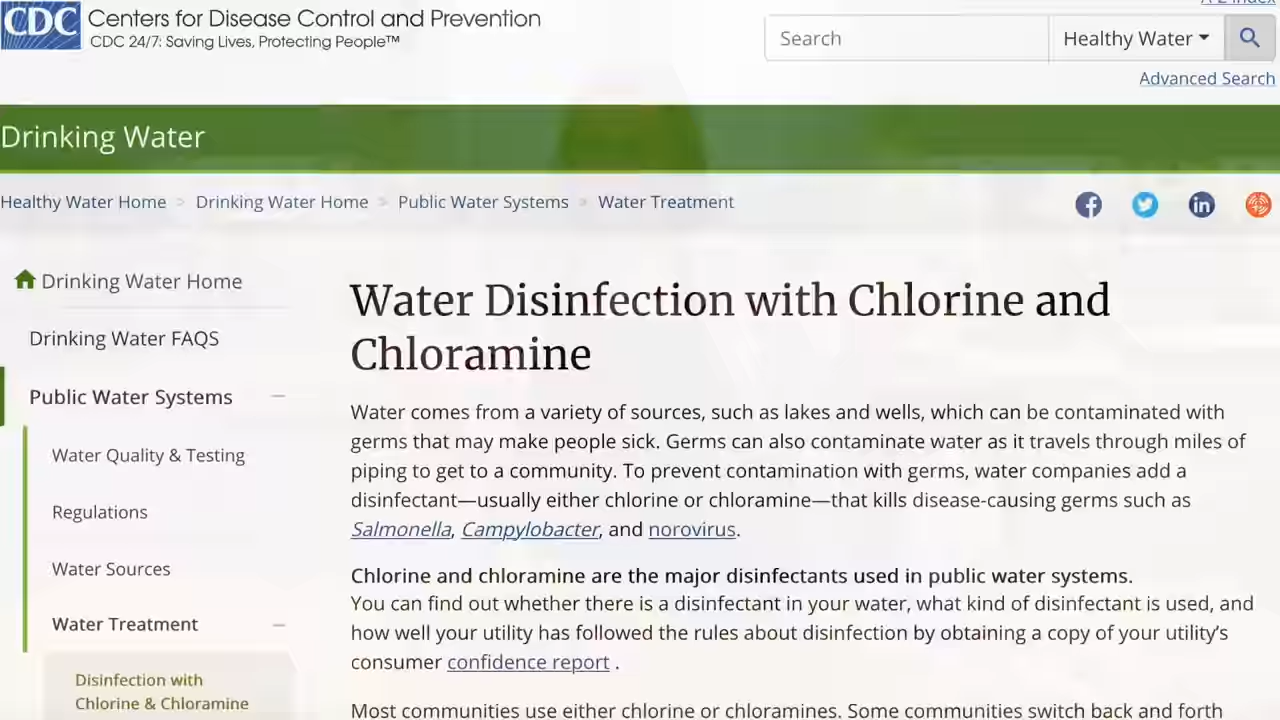 CDC
Centers for Disease Control and Prevention
CDC 24/7: Saving Lives, Protecting People™
A-Z Index
Search
Healthy Water
Advanced Search
Drinking Water
Healthy Water Home > Drinking Water Home > Public Water Systems > Water Treatment
Drinking Water Home
Drinking Water FAQS
Public Water Systems
Water Quality & Testing
Regulations
Water Sources
Water Treatment
Disinfection with
Chlorine & Chloramine
Water Disinfection with Chlorine and
Chloramine
Water comes from a variety of sources, such as lakes and wells, which can be contaminated with
germs that may make people sick. Germs can also contaminate water as it travels through miles of
piping to get to a community. To prevent contamination with germs, water companies add a
disinfectant—usually either chlorine or chloramine—that kills disease-causing germs such as
Salmonella, Campylobacter, and norovirus.
Chlorine and chloramine are the major disinfectants used in public water systems.
You can find out whether there is a disinfectant in your water, what kind of disinfectant is used, and
how well your utility has followed the rules about disinfection by obtaining a copy of your utility's
consumer confidence report .
Most communities use either chlorine or chloramines. Some communities switch back and forth